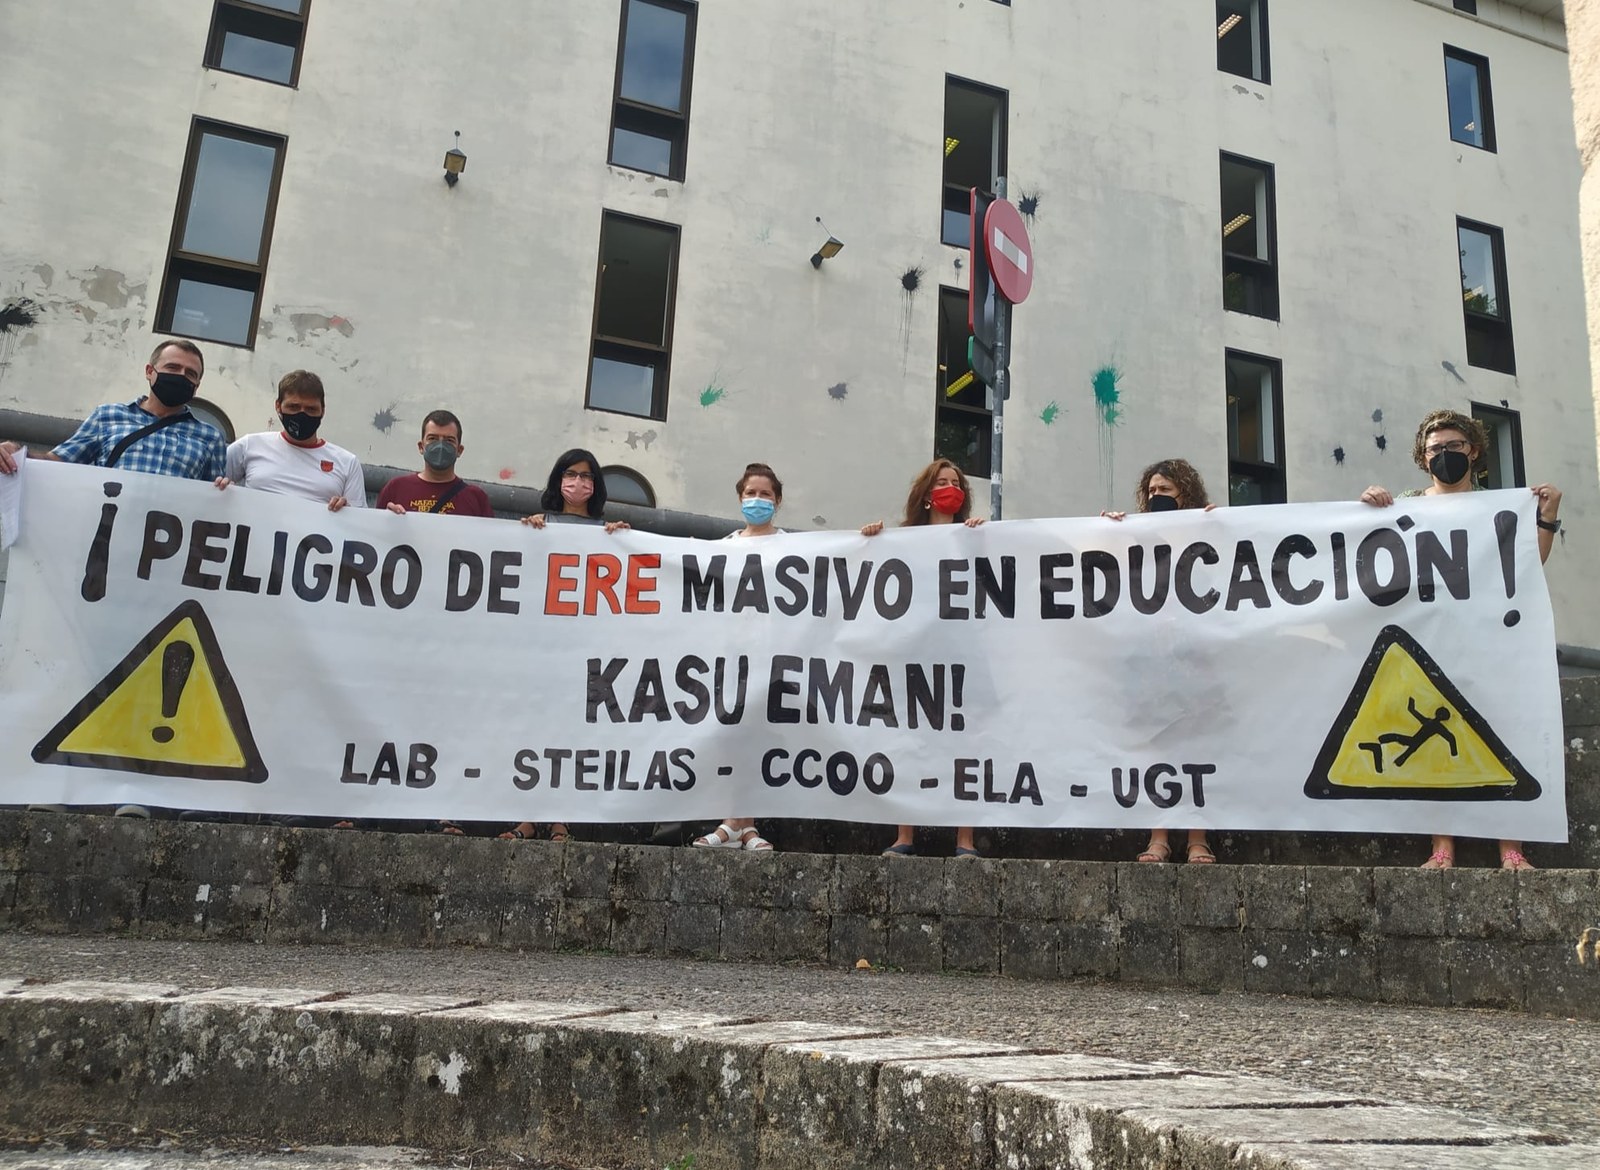 ¡PELIGRO DE ERE MASIVO EN EDUCACIÓN!
KASU EMAN!
LAB - STEILAS - CCOO - ELA - UGT